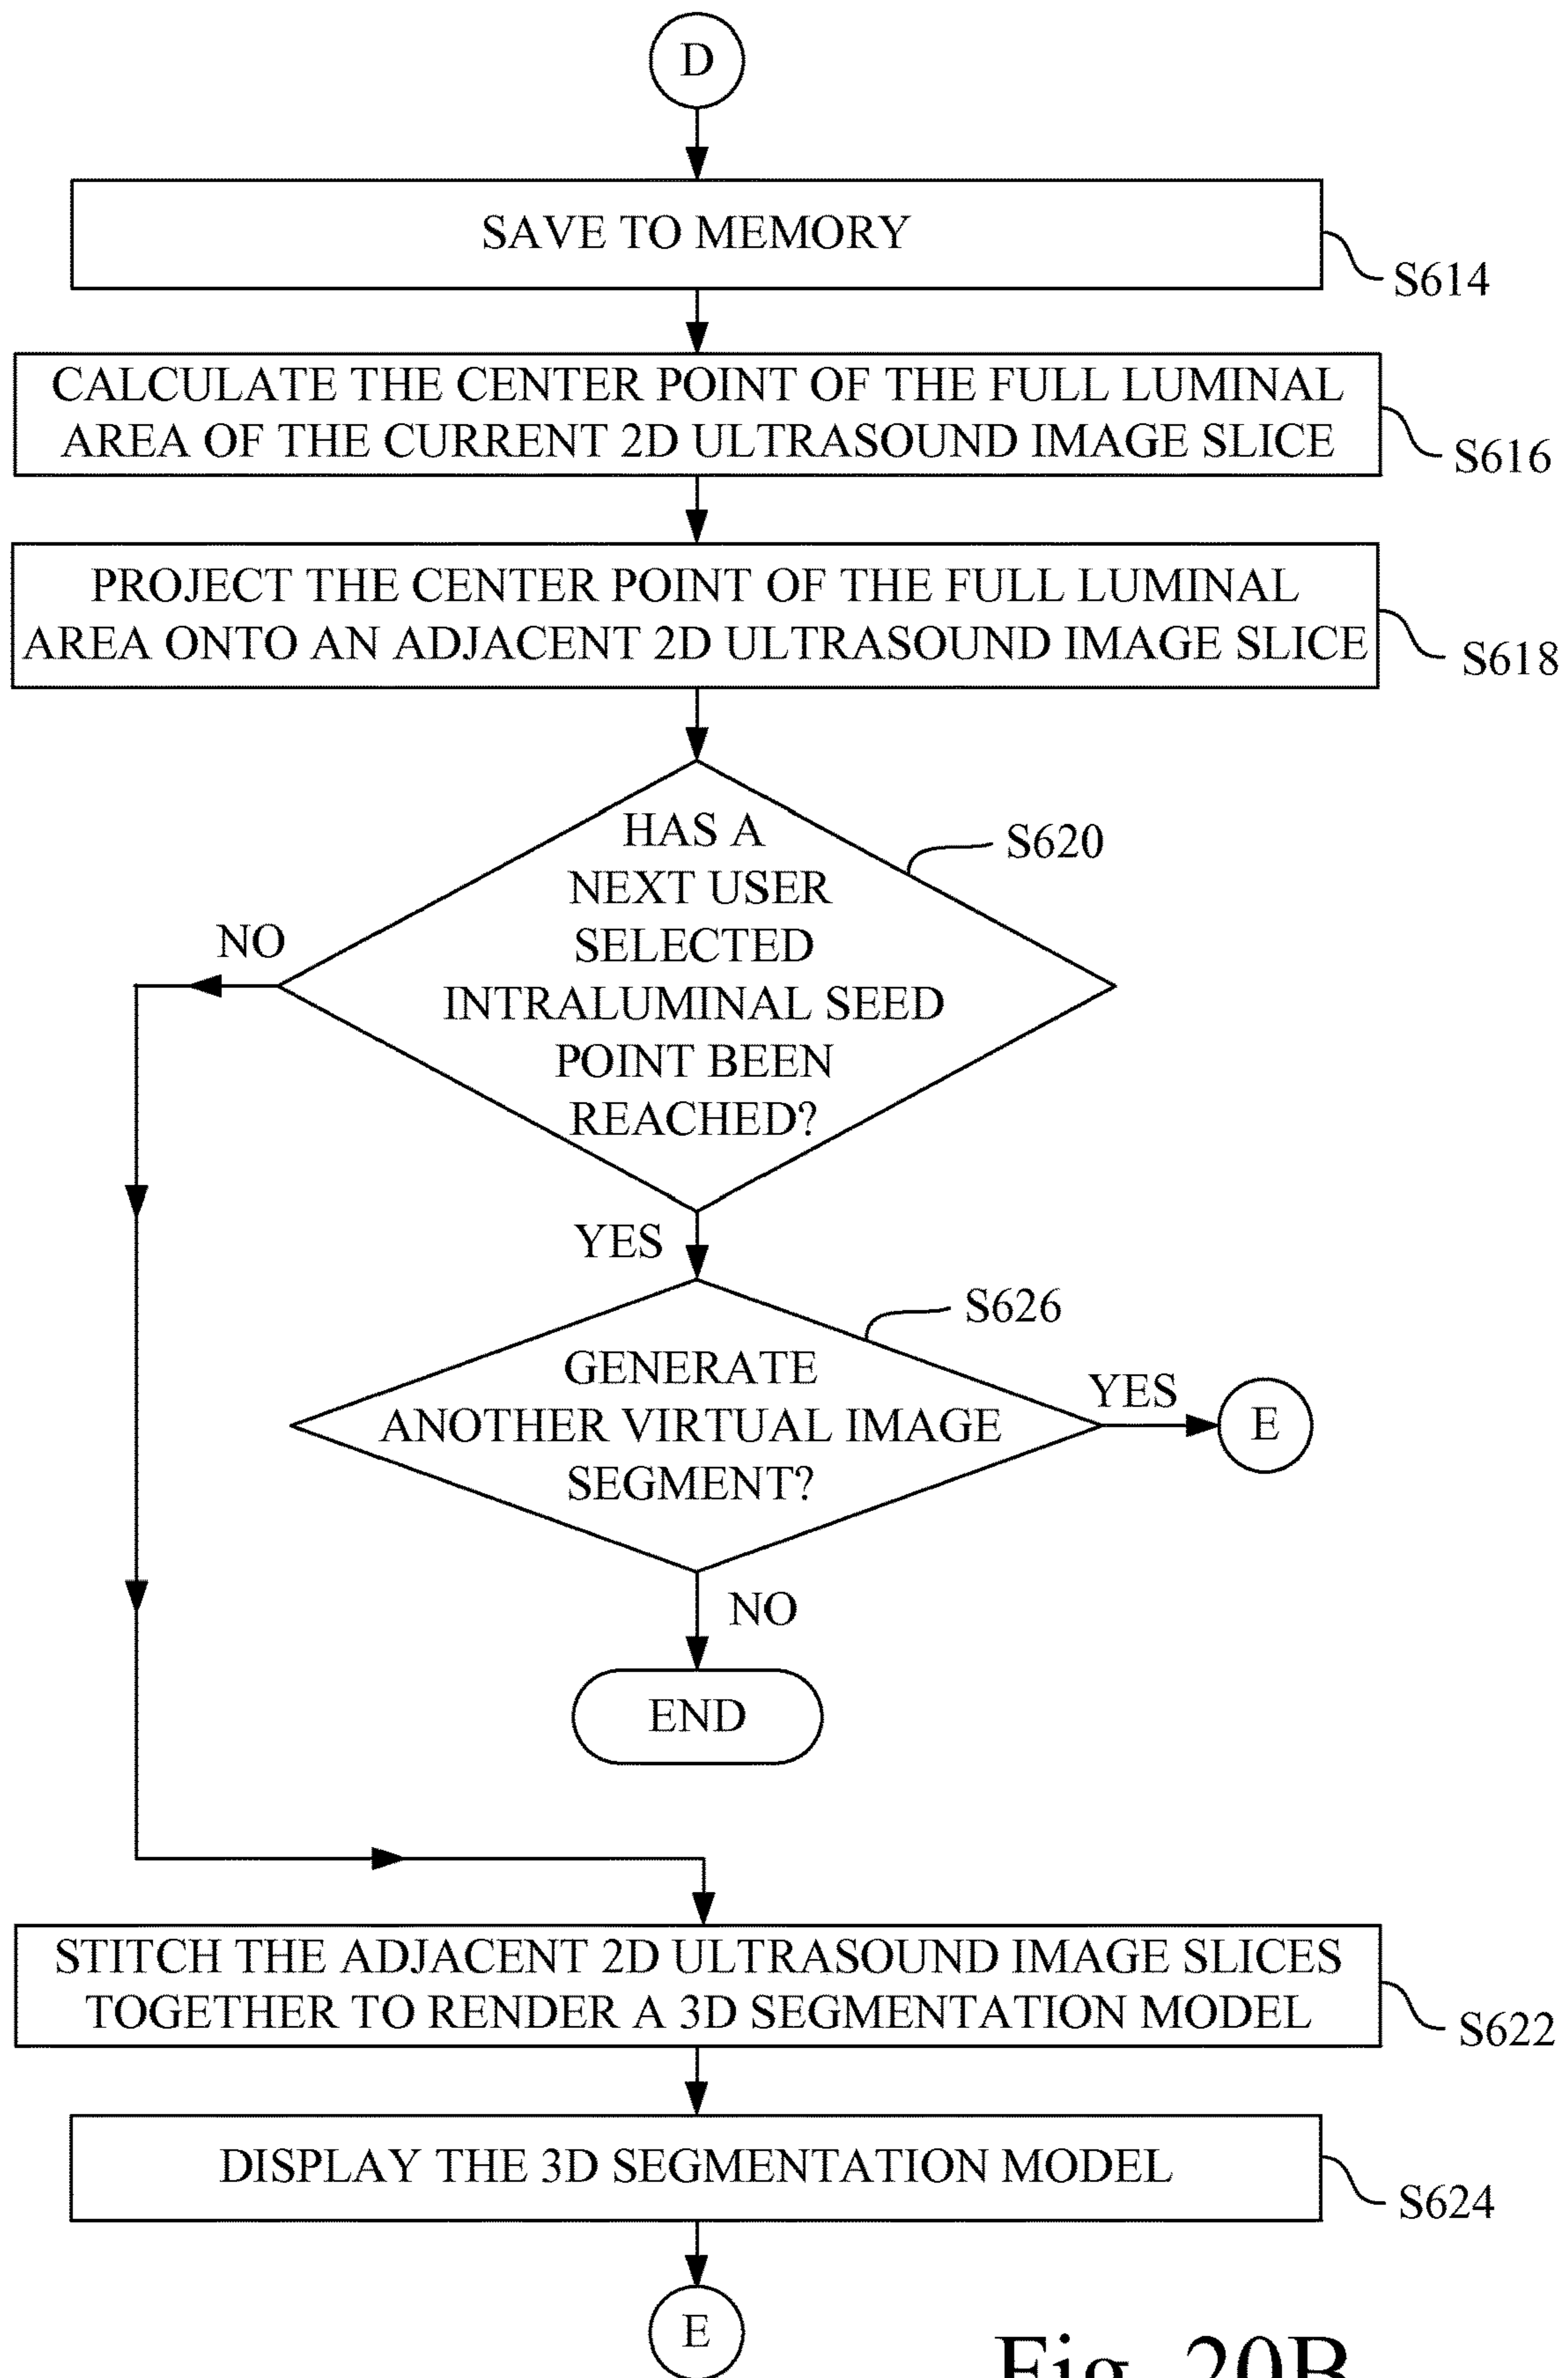 D
SAVE TO MEMORY
S614
CALCULATE THE CENTER POINT OF THE FULL LUMINAL
AREA OF THE CURRENT 2D ULTRASOUND IMAGE SLICE
S616
PROJECT THE CENTER POINT OF THE FULL LUMINAL
AREA ONTO AN ADJACENT 2D ULTRASOUND IMAGE SLICE
S618
HAS A
NEXT USER
SELECTED
INTRALUMINAL SEED
POINT BEEN
REACHED?
S620
NO
YES
S626
GENERATE
ANOTHER VIRTUAL IMAGE
SEGMENT?
YES
E
NO
END
STITCH THE ADJACENT 2D ULTRASOUND IMAGE SLICES
TOGETHER TO RENDER A 3D SEGMENTATION MODEL
S622
DISPLAY THE 3D SEGMENTATION MODEL
S624
E
Fig. 20B